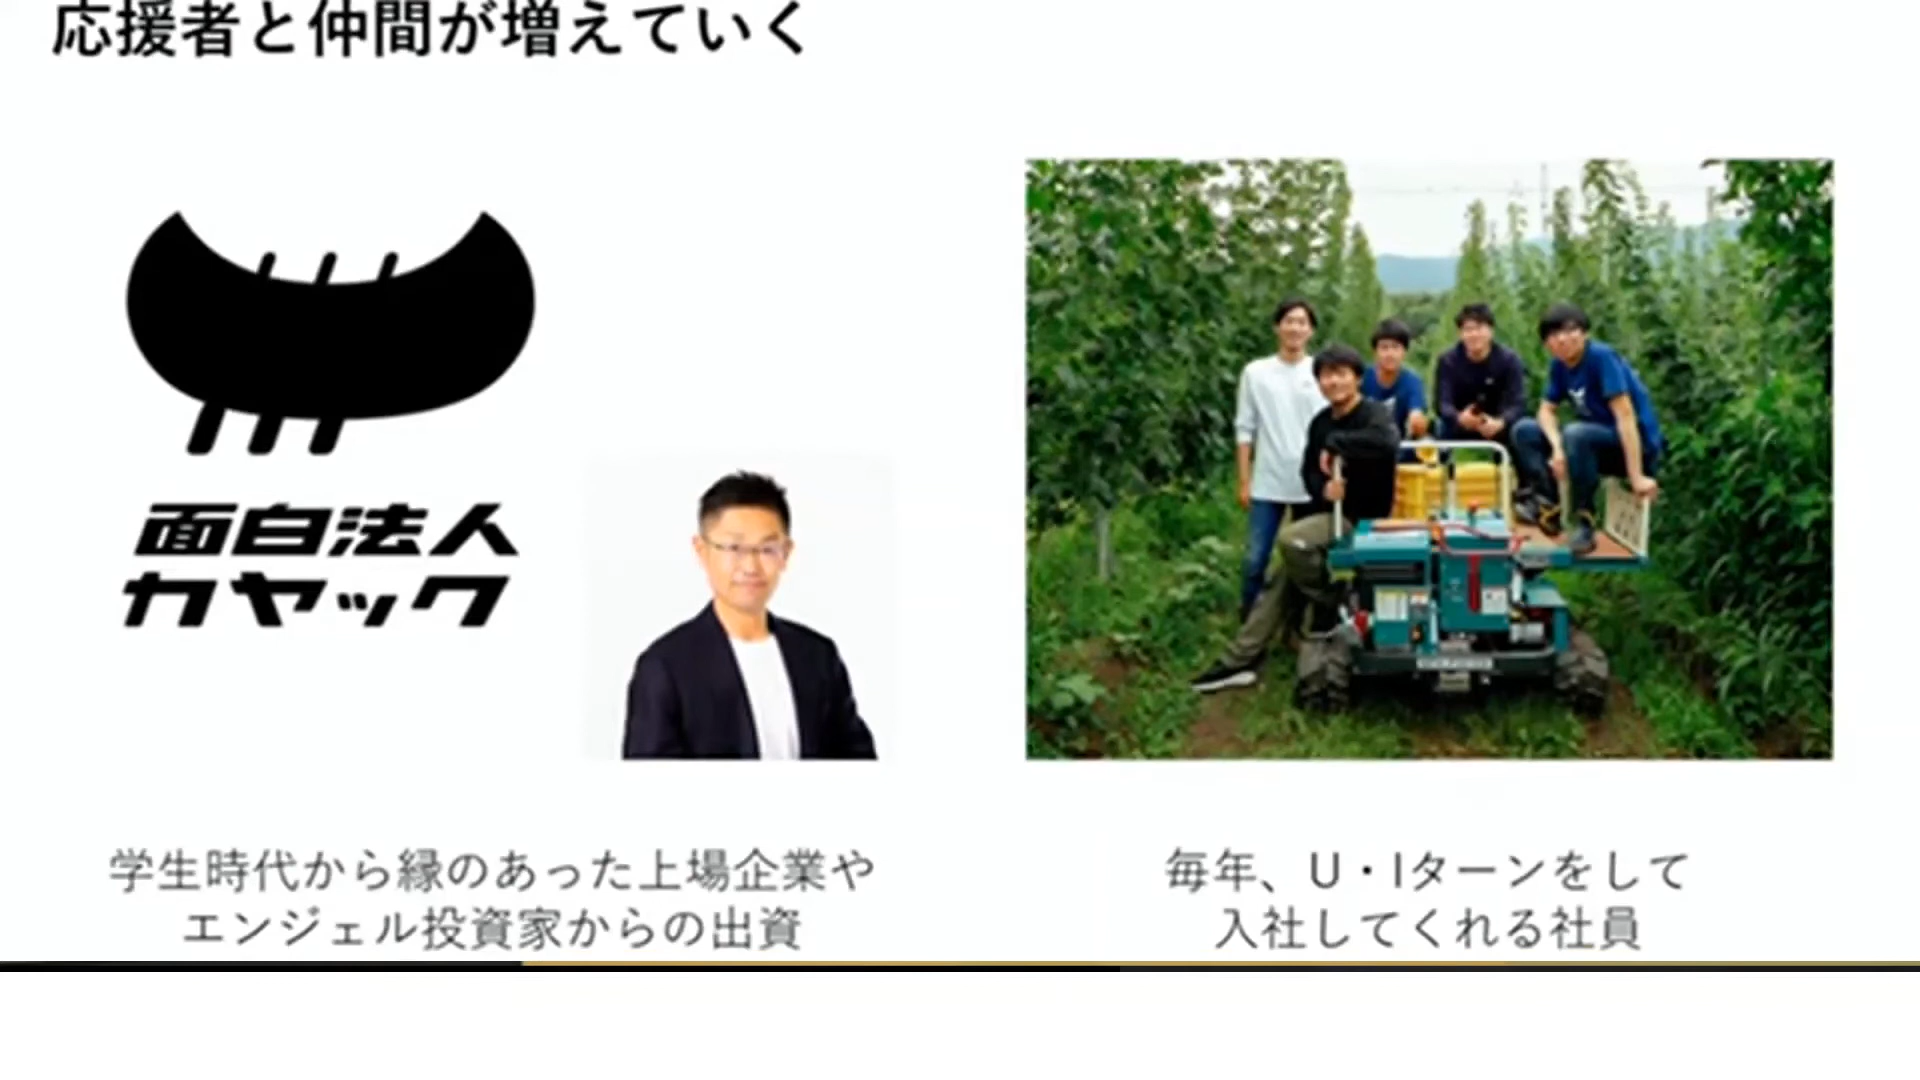 応援者と仲間が増えていく
面白法人
カヤック
学生時代から縁のあった上場企業や
エンジェル投資家からの出資
毎年、U・Iターンをして
入社してくれる社員